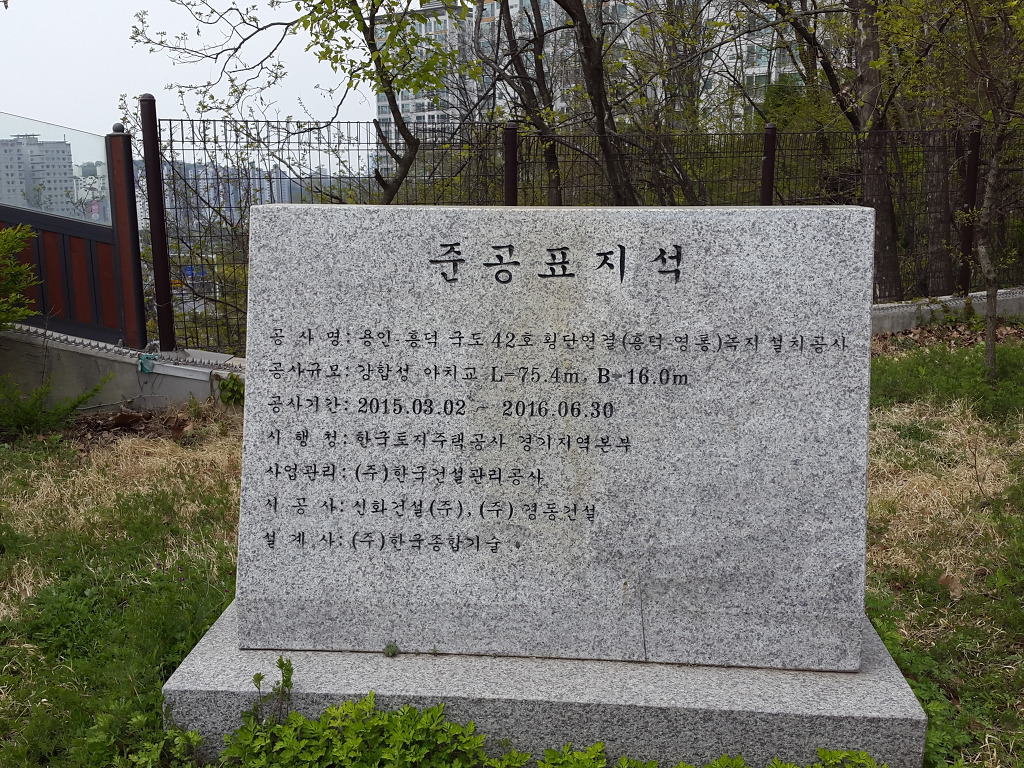 준공표지석
공 사 명: 용인 흥덕 국도 42호 횡단연결(흥덕-영통)녹지 설치공사
공사규모: 강합성 아치교 L=75.4m, B=16.0m
공사기간: 2015.03.02 ~ 2016.06.30
시 행 청: 한국토지주택공사 경기지역본부
사업관리: (주)한국건설관리공사
시 공 사: 신화건설(주), (주) 경동건설
설 계 사: (주)한국종합기술